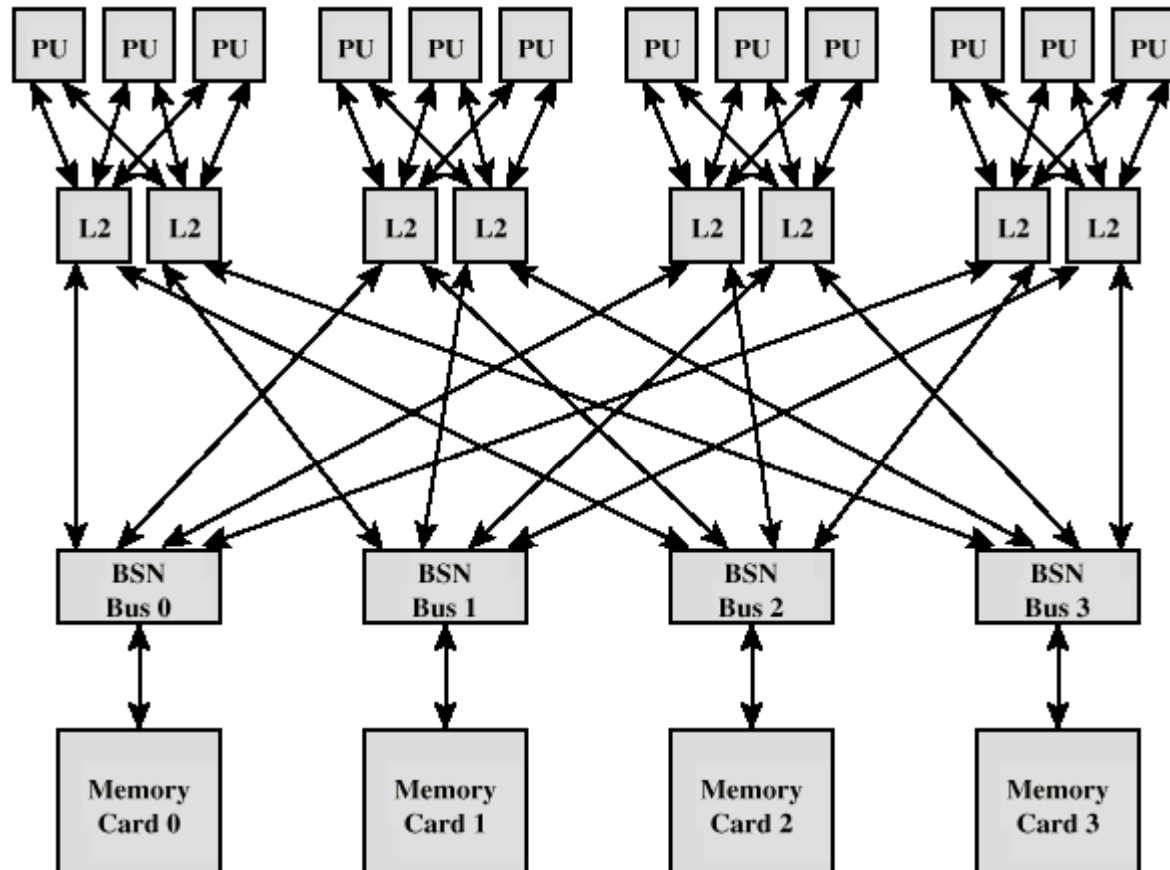 PU PU PU PU PU PU PU PU PU PU PU PU
L2 L2 L2 L2 L2 L2 L2 L2
BSN BSN BSN BSN
Bus 0 Bus 1 Bus 2 Bus 3
Memory Memory Memory Memory
Card 0 Card 1 Card 2 Card 3